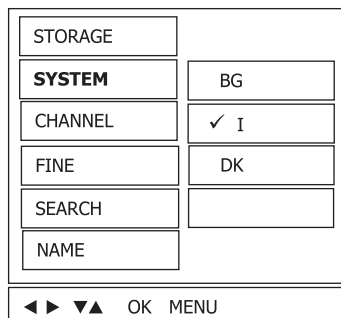 STORAGE
SYSTEM
BG
CHANNEL
✓ I
FINE
DK
SEARCH
NAME
◀ ▶ ▼▲ OK MENU